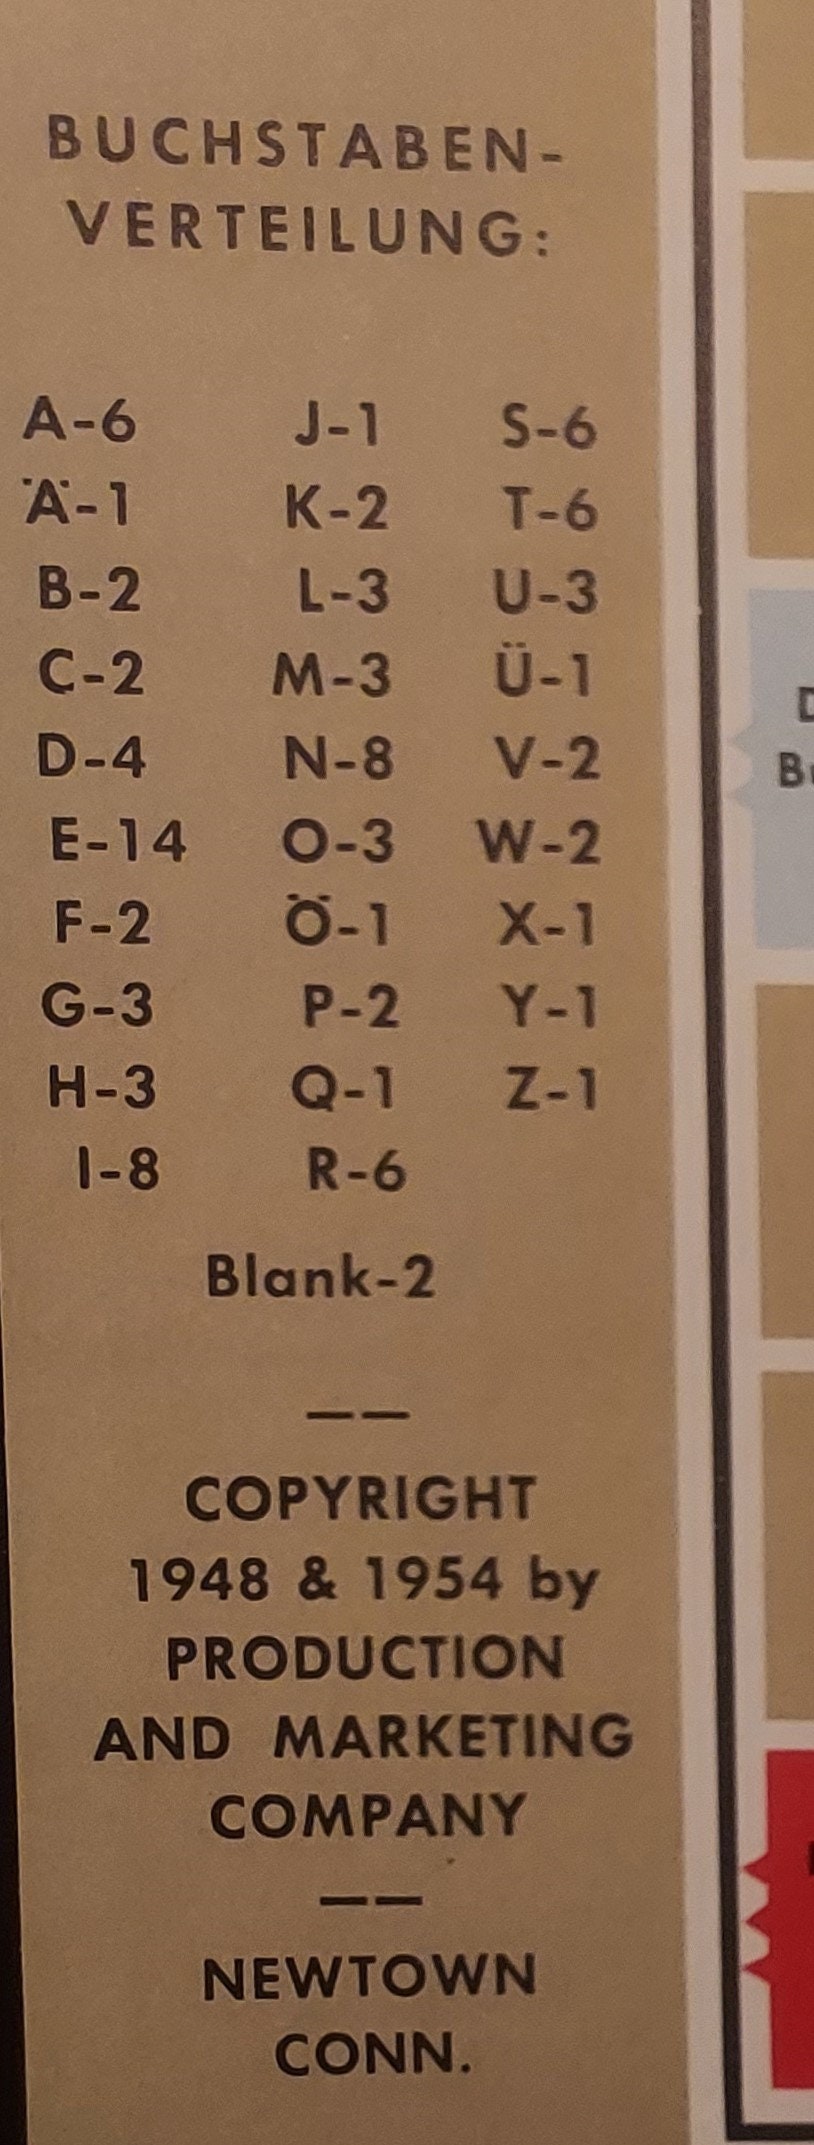 BUCHSTABEN-
VERTEILUNG:
A-6 J-1 S-6
Ä-1 K-2 T-6
B-2 L-3 U-3
C-2 M-3 Ü-1
D-4 N-8 V-2
E-14 O-3 W-2
F-2 Ö-1 X-1
G-3 P-2 Y-1
H-3 Q-1 Z-1
I-8 R-6
Blank-2
——
COPYRIGHT
1948 & 1954 by
PRODUCTION
AND MARKETING
COMPANY
——
NEWTOWN
CONN.